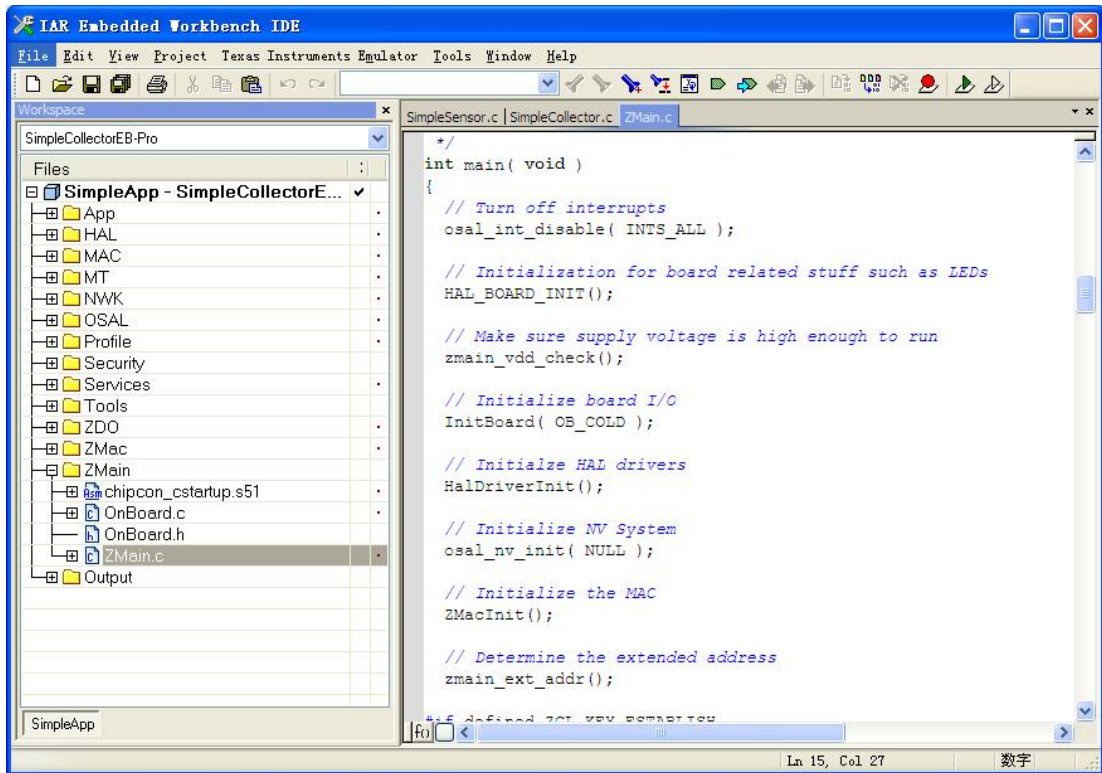 IAR Embedded Workbench IDE
File Edit View Project Texas Instruments Emulator Tools Window Help
Workspace
SimpleCollectorEB-Pro
Files
SimpleApp - SimpleCollectorE...
App
HAL
MAC
MT
NWK
OSAL
Profile
Security
Services
Tools
ZDO
ZMac
ZMain
chipcon_cstartup.s51
OnBoard.c
OnBoard.h
ZMain.c
Output
SimpleApp
SimpleSensor.c | SimpleCollector.c ZMain.c
*/
int main( void )
{
// Turn off interrupts
osal_int_disable( INTS_ALL );
// Initialization for board related stuff such as LEDs
HAL_BOARD_INIT();
// Make sure supply voltage is high enough to run
zmain_vdd_check();
// Initialize board I/O
InitBoard( OB_COLD );
// Initialze HAL drivers
HalDriverInit();
// Initialize NV System
osal_nv_init( NULL );
// Initialize the MAC
ZMacInit();
// Determine the extended address
zmain_ext_addr();
#if defined ZCL_KEY_ESTABLISH
Ln 15, Col 27 数字